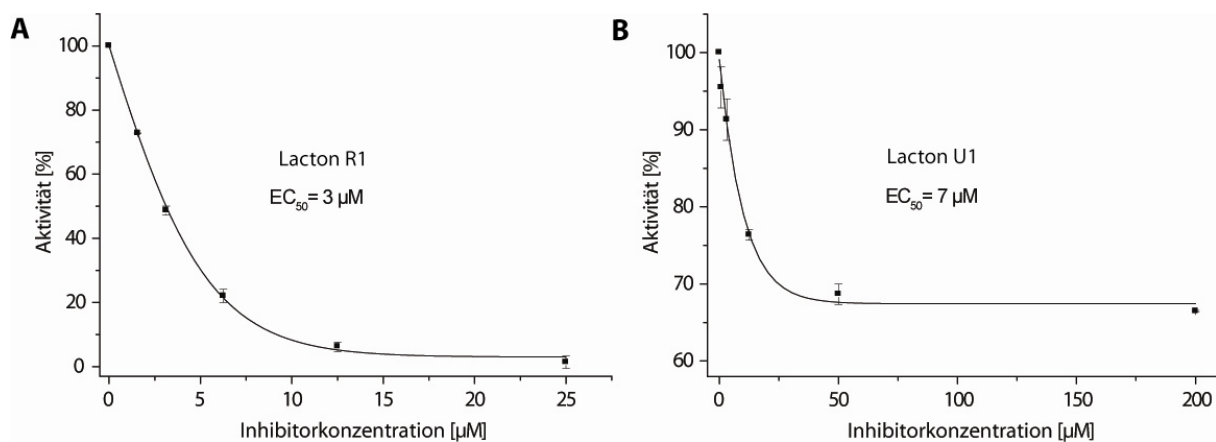 A
Aktivität [%]
100
80
60
40
20
0
Lacton R1
EC₅₀= 3 µM
0 5 10 15 20 25
Inhibitorkonzentration [µM]
B
Aktivität [%]
100
90
80
70
60
Lacton U1
EC₅₀= 7 µM
0 50 100 150 200
Inhibitorkonzentration [µM]